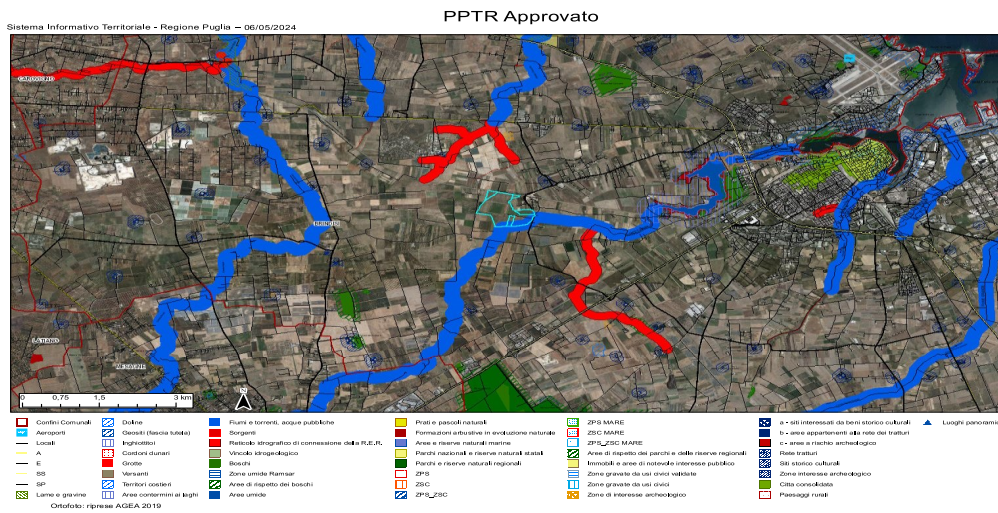 PPTR Approvato
Sistema Informativo Territoriale - Regione Puglia – 06/05/2024
CAROVIGNO
BRINDISI
LATIANO
MESAGNE
0 0,75 1,5 3 km
N
Confini Comunali
Aeroporti
Locali
A
E
SS
SP
Lame e gravine
Doline
Geositi (fascia tutela)
Inghiottitoi
Cordoni dunari
Grotte
Versanti
Territori costieri
Aree contermini ai laghi
Fiumi e torrenti, acque pubbliche
Sorgenti
Reticolo idrografico di connessione della R.E.R.
Vincolo idrogeologico
Boschi
Zone umide Ramsar
Aree di rispetto dei boschi
Aree umide
Prati e pascoli naturali
Formazioni arbustive in evoluzione naturale
Aree e riserve naturali marine
Parchi nazionali e riserve naturali statali
Parchi e riserve naturali regionali
ZPS
ZSC
ZPS_ZSC
ZPS MARE
ZSC MARE
ZPS_ZSC MARE
Aree di rispetto dei parchi e delle riserve regionali
Immobili e aree di notevole interesse pubblico
Zone gravate da usi civici validate
Zone gravate da usi civici
Zone di interesse archeologico
a - siti interessati da beni storico culturali
b - aree appartenenti alla rete dei tratturi
c - aree a rischio archeologico
Rete tratturi
Siti storico culturali
Zone interesse archeologico
Città consolidata
Paesaggi rurali
Luoghi panoramic
Ortofoto: riprese AGEA 2019